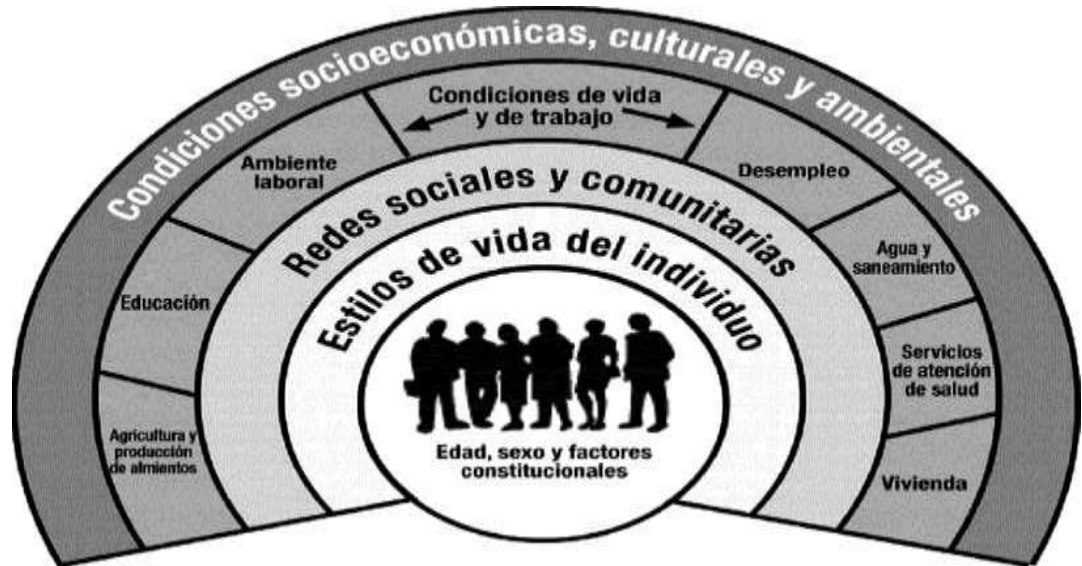 Condiciones socioeconómicas, culturales y ambientales
Condiciones de vida
y de trabajo
Ambiente
laboral
Desempleo
Educación
Agua y
saneamiento
Agricultura y
producción
de almientos
Servicios
de atención
de salud
Vivienda
Redes sociales y comunitarias
Estilos de vida del individuo
Edad, sexo y factores
constitucionales